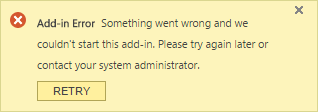 Add-in Error Something went wrong and we
couldn't start this add-in. Please try again later or
contact your system administrator.
RETRY